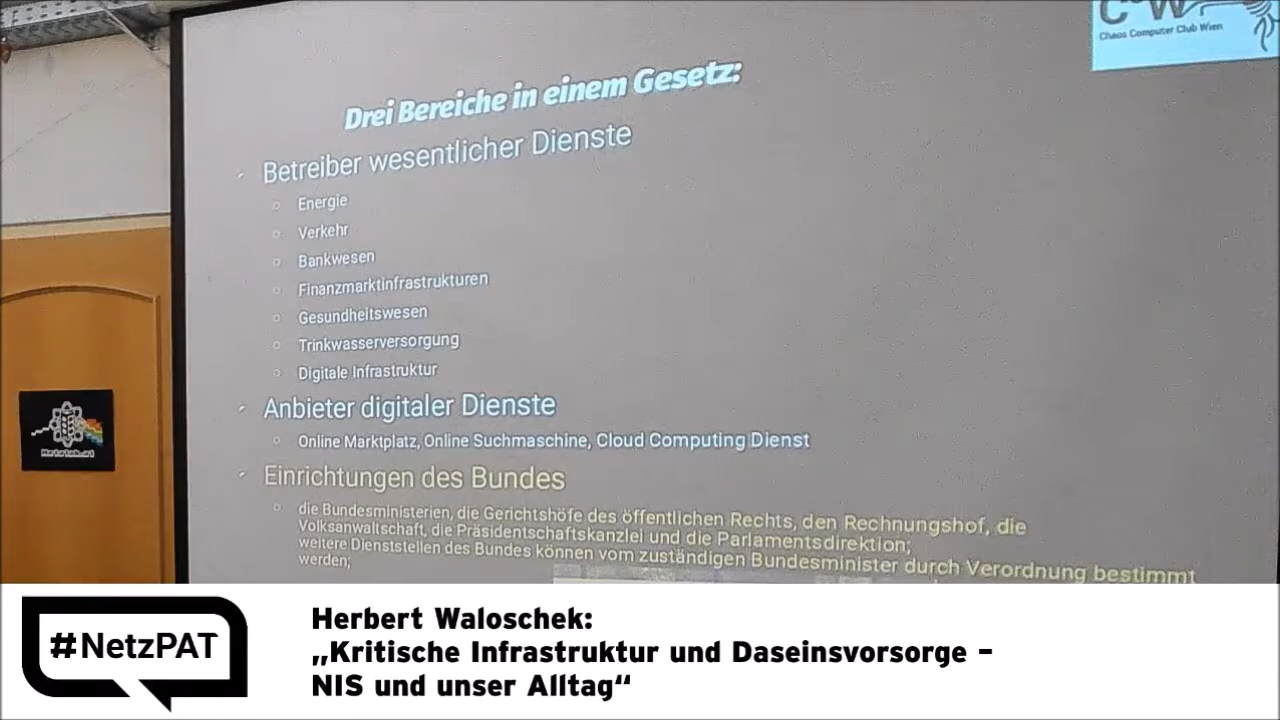 C3W
Chaos Computer Club Wien
Drei Bereiche in einem Gesetz:
Betreiber wesentlicher Dienste
Energie
Verkehr
Bankwesen
Finanzmarktinfrastrukturen
Gesundheitswesen
Trinkwasserversorgung
Digitale Infrastruktur
Anbieter digitaler Dienste
Online Marktplatz, Online Suchmaschine, Cloud Computing Dienst
Einrichtungen des Bundes
die Bundesministerien, die Gerichtshöfe des öffentlichen Rechts, den Rechnungshof, die
Volksanwaltschaft, die Präsidentschaftskanzlei und die Parlamentsdirektion;
weitere Dienststellen des Bundes können vom zuständigen Bundesminister durch Verordnung bestimmt
werden;
Metalab.at
#NetzPAT
Herbert Waloschek:
„Kritische Infrastruktur und Daseinsvorsorge –
NIS und unser Alltag“